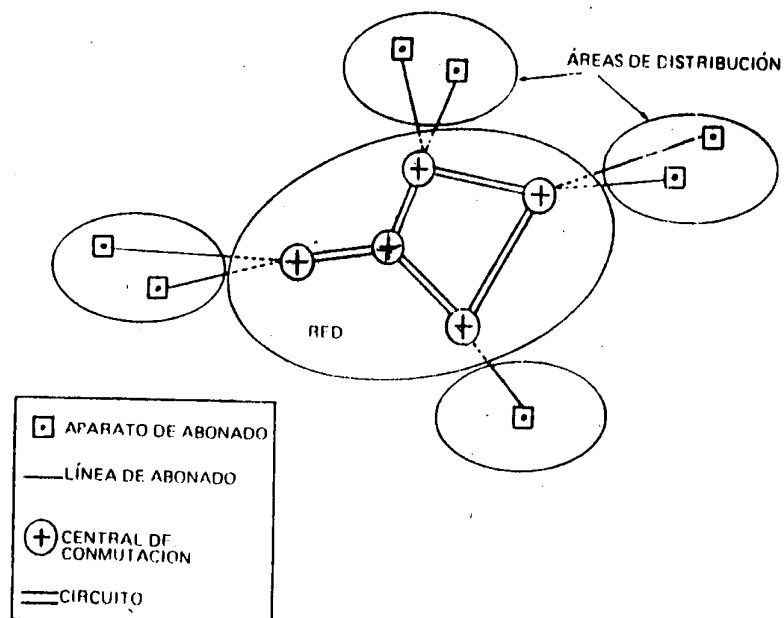 ÁREAS DE DISTRIBUCIÓN
RED
APARATO DE ABONADO
LÍNEA DE ABONADO
CENTRAL DE
CONMUTACION
CIRCUITO